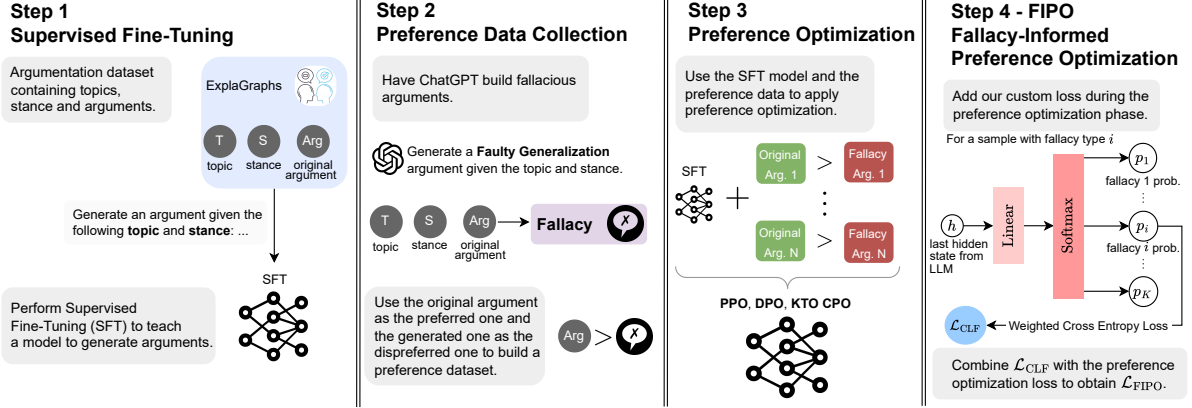 Step 1
Supervised Fine-Tuning
Argumentation dataset
containing topics,
stance and arguments.
ExplaGraphs
T
S
Arg
topic
stance
original
argument
Generate an argument given the
following topic and stance: ...
SFT
Perform Supervised
Fine-Tuning (SFT) to teach
a model to generate arguments.
Step 2
Preference Data Collection
Have ChatGPT build fallacious
arguments.
Generate a Faulty Generalization
argument given the topic and stance.
T
S
Arg
Fallacy
✗
topic
stance
original
argument
Use the original argument
as the preferred one and
the generated one as the
dispreferred one to build a
preference dataset.
Arg
>
✗
Step 3
Preference Optimization
Use the SFT model and the
preference data to apply
preference optimization.
SFT
+
Original
Arg. 1
>
Fallacy
Arg. 1
⋮
Original
Arg. N
>
Fallacy
Arg. N
PPO, DPO, KTO CPO
Step 4 - FIPO
Fallacy-Informed
Preference Optimization
Add our custom loss during the
preference optimization phase.
For a sample with fallacy type i
h
last hidden
state from
LLM
Linear
Softmax
p₁
fallacy 1 prob.
⋮
pᵢ
fallacy i prob.
⋮
p_K
ℒ_CLF
Weighted Cross Entropy Loss
Combine ℒ_CLF with the preference
optimization loss to obtain ℒ_FIPO.